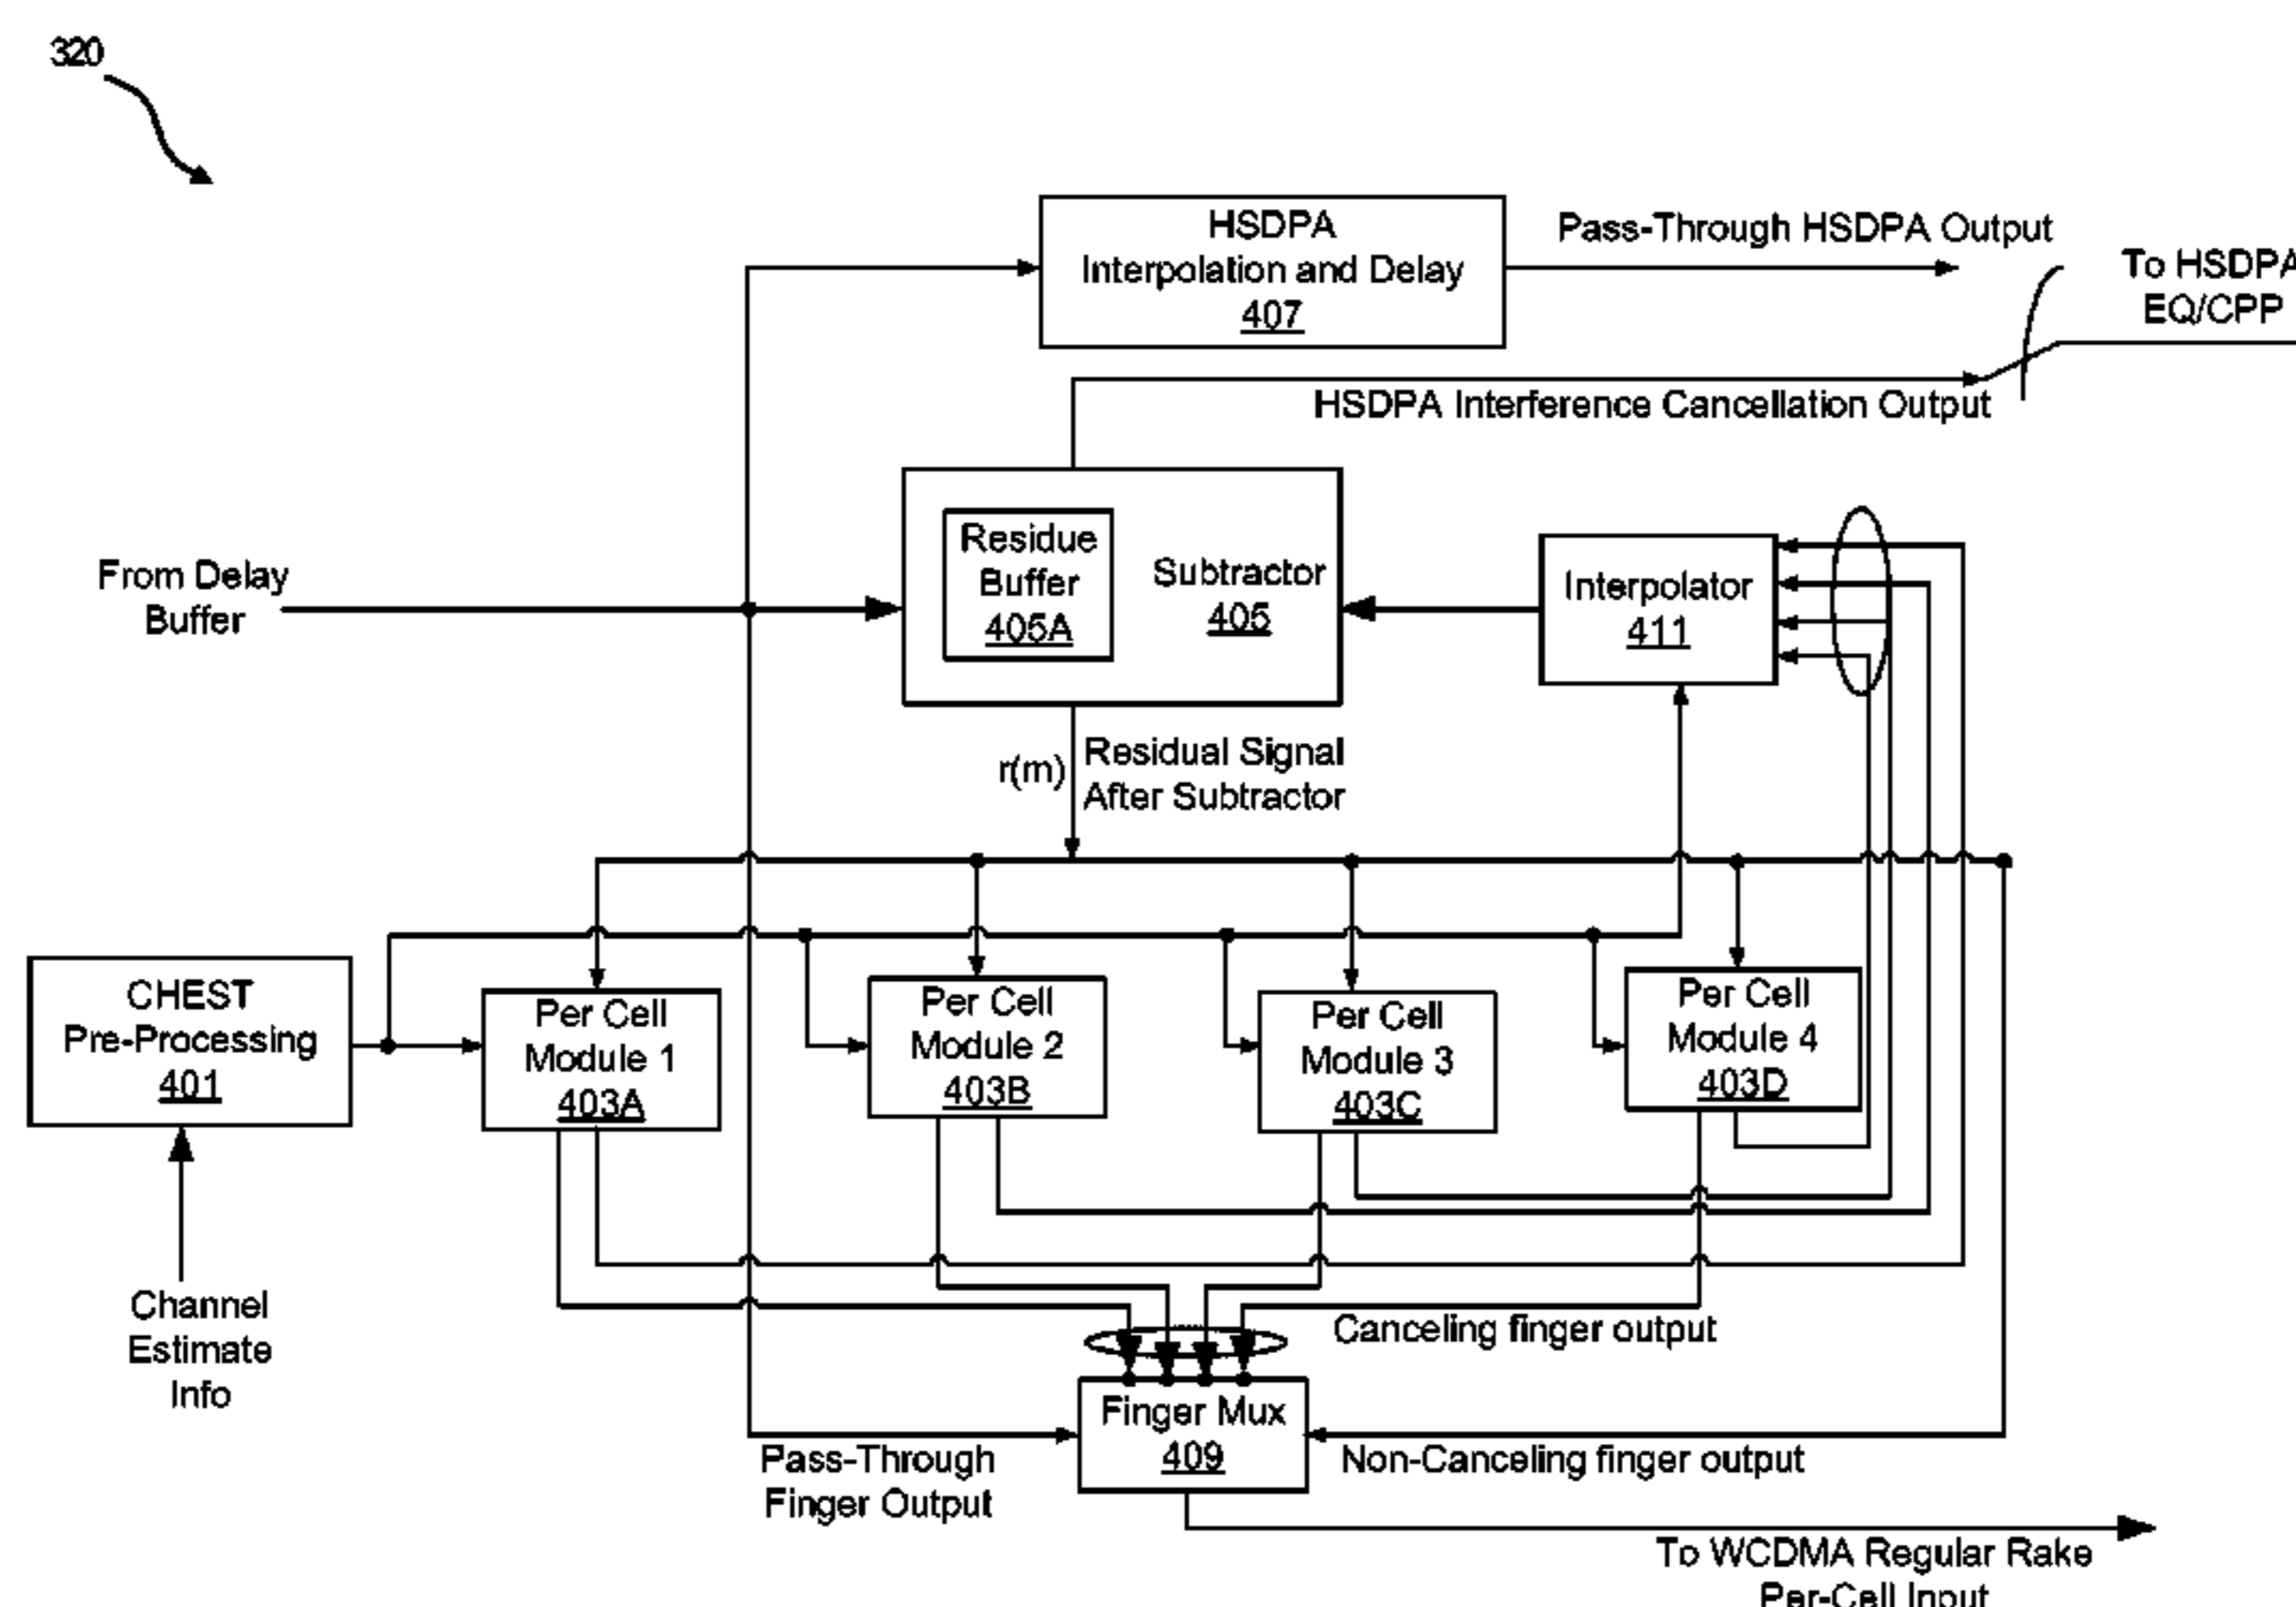 320
HSDPA
Interpolation and Delay
407
Pass-Through HSDPA Output
To HSDPA
EQ/CPP
HSDPA Interference Cancellation Output
From Delay
Buffer
Residue
Buffer
405A
Subtractor
405
Interpolator
411
r(m)
Residual Signal
After Subtractor
CHEST
Pre-Processing
401
Per Cell
Module 1
403A
Per Cell
Module 2
403B
Per Cell
Module 3
403C
Per Cell
Module 4
403D
Channel
Estimate
Info
Canceling finger output
Finger Mux
409
Pass-Through
Finger Output
Non-Canceling finger output
To WCDMA Regular Rake
Per-Cell Input